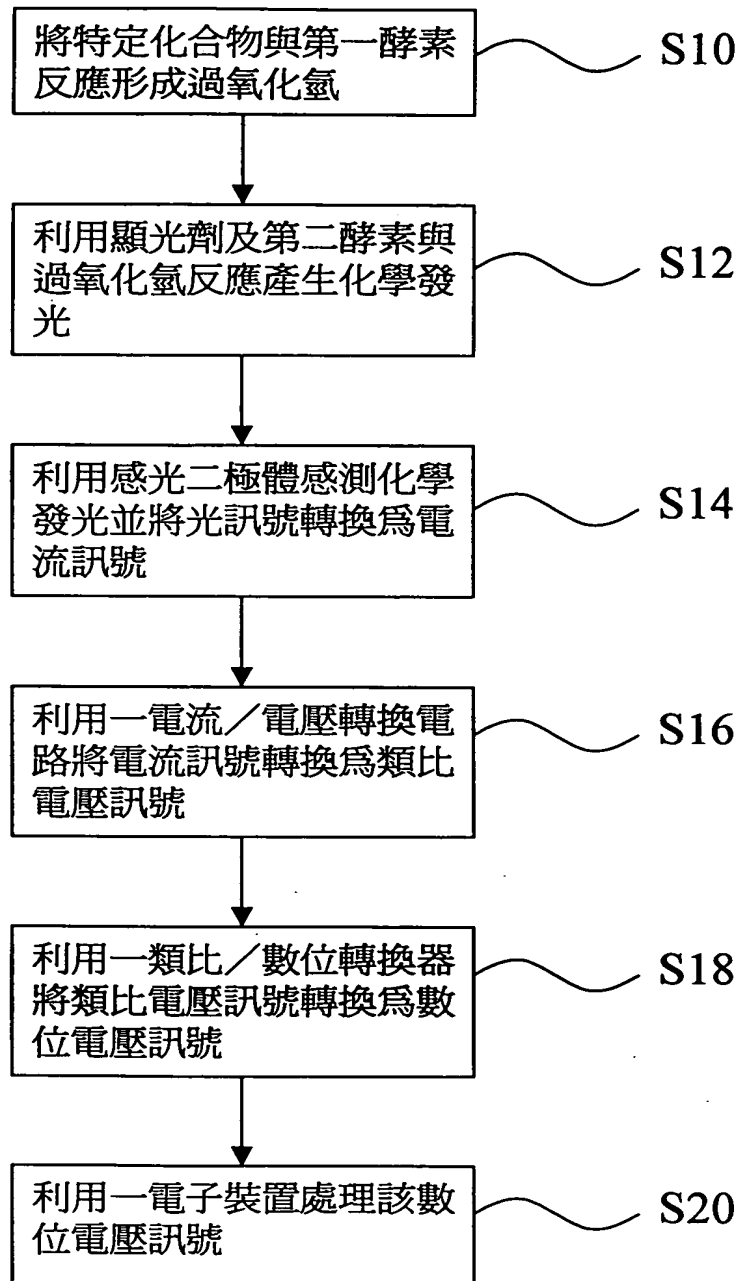 將特定化合物與第一酵素
反應形成過氧化氫
S10
利用顯光劑及第二酵素與
過氧化氫反應產生化學發
光
S12
利用感光二極體感測化學
發光並將光訊號轉換爲電
流訊號
S14
利用一電流／電壓轉換電
路將電流訊號轉換爲類比
電壓訊號
S16
利用一類比／數位轉換器
將類比電壓訊號轉換爲數
位電壓訊號
S18
利用一電子裝置處理該數
位電壓訊號
S20